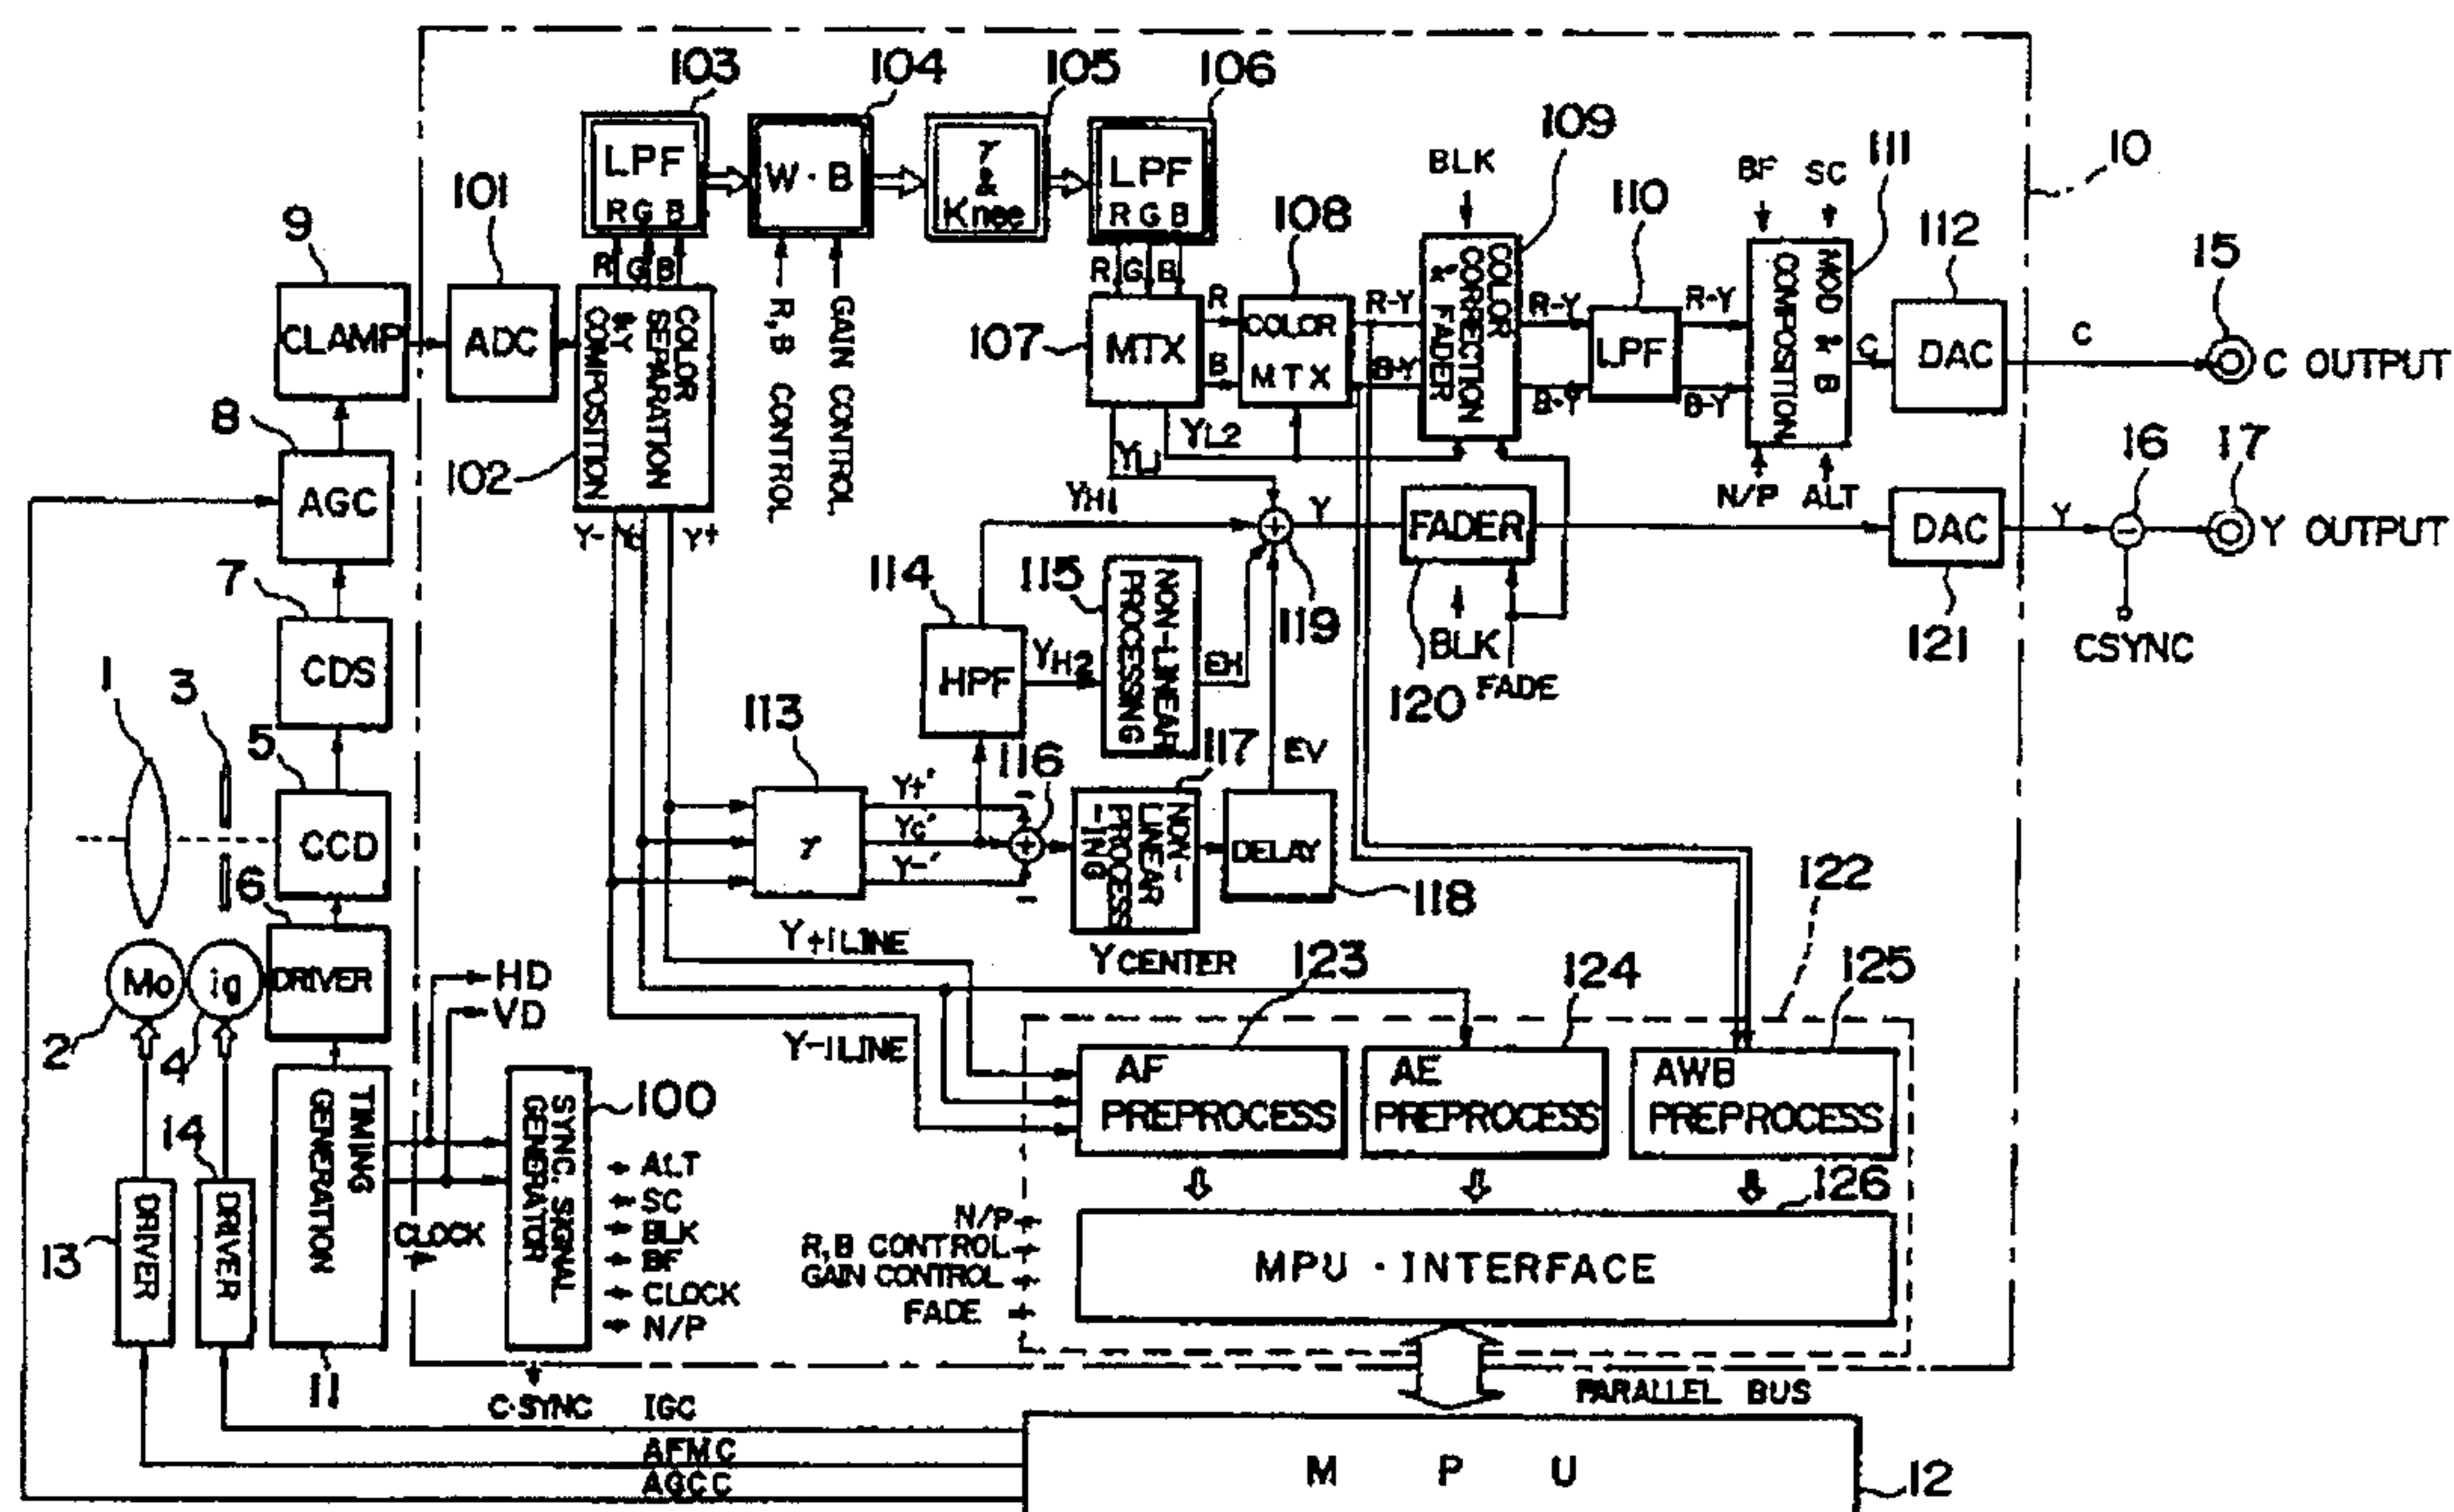 103
104
105
106
109
111
10
LPF
R G B
W·B
γ
&
Knee
LPF
R G B
BLK
BF
SC
101
9
108
110
112
15
R G B
R G B
CLAMP
ADC
COLOR
SEPARATION
& Y
COMPOSITION
R,B CONTROL
GAIN CONTROL
107
MTX
R
B
COLOR
MTX
R-Y
B-Y
COLOR
CORRECTION
& FADER
R-Y
B-Y
LPF
R-Y
B-Y
MOD & B
COMPOSITION
C
DAC
C
C OUTPUT
8
102
YL2
16
17
AGC
Y-
Y+
YH1
Y
FADER
N/P
ALT
DAC
Y
Y OUTPUT
7
114
115
NON-LINEAR
PROCESSING
119
BLK
120
FADE
121
CSYNC
CDS
HPF
YH2
EH
1
3
5
113
116
117
EV
CCD
γ
Y+'
Yc'
Y-'
-
-
NON-
LINEAR
PROCESS
-ING
DELAY
118
122
6
Y+1LINE
YCENTER
123
124
125
Mo
ig
DRIVER
HD
VD
2
4
Y-1LINE
AF
PREPROCESS
AE
PREPROCESS
AWB
PREPROCESS
TIMING
GENERATION
SYNC. SIGNAL
GENERATOR
100
14
126
13
DRIVER
DRIVER
CLOCK
ALT
SC
BLK
BF
CLOCK
N/P
N/P
R,B CONTROL
GAIN CONTROL
FADE
MPU · INTERFACE
11
C·SYNC
IGC
PARALLEL BUS
AFMC
AGCC
M P U
12